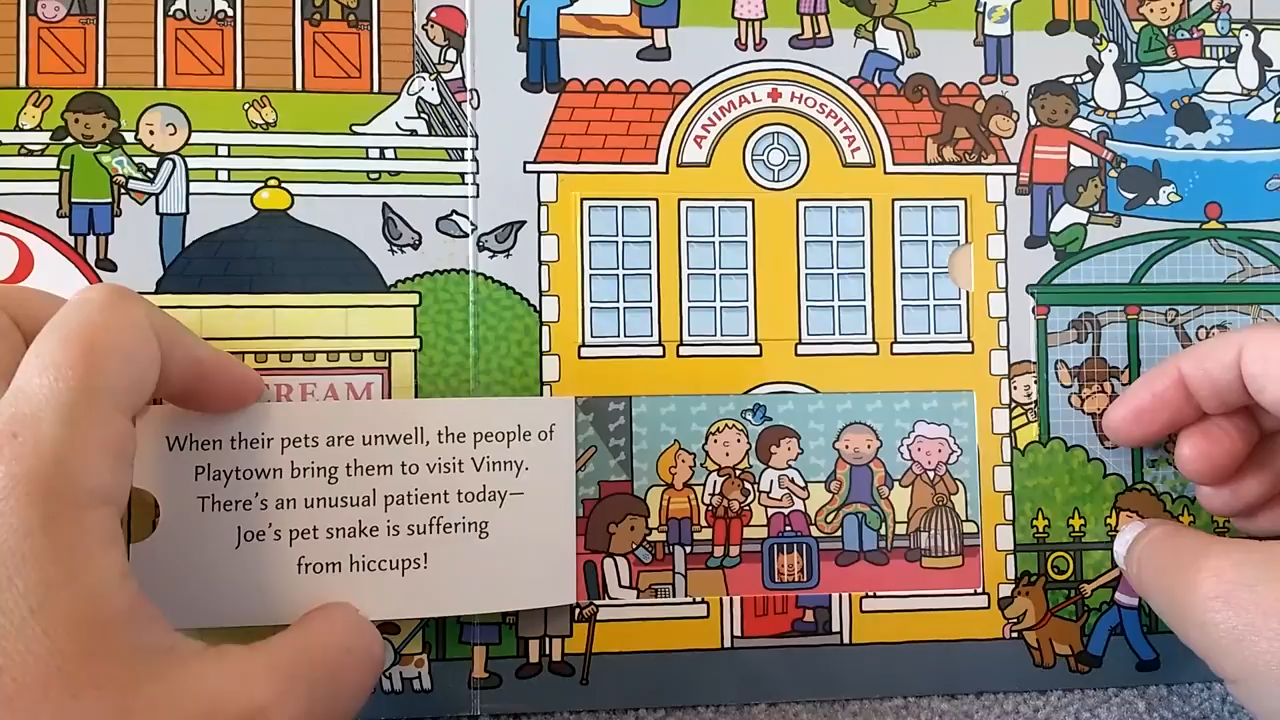 ANIMAL HOSPITAL
CREAM
When their pets are unwell, the people of
Playtown bring them to visit Vinny.
There's an unusual patient today—
Joe's pet snake is suffering
from hiccups!